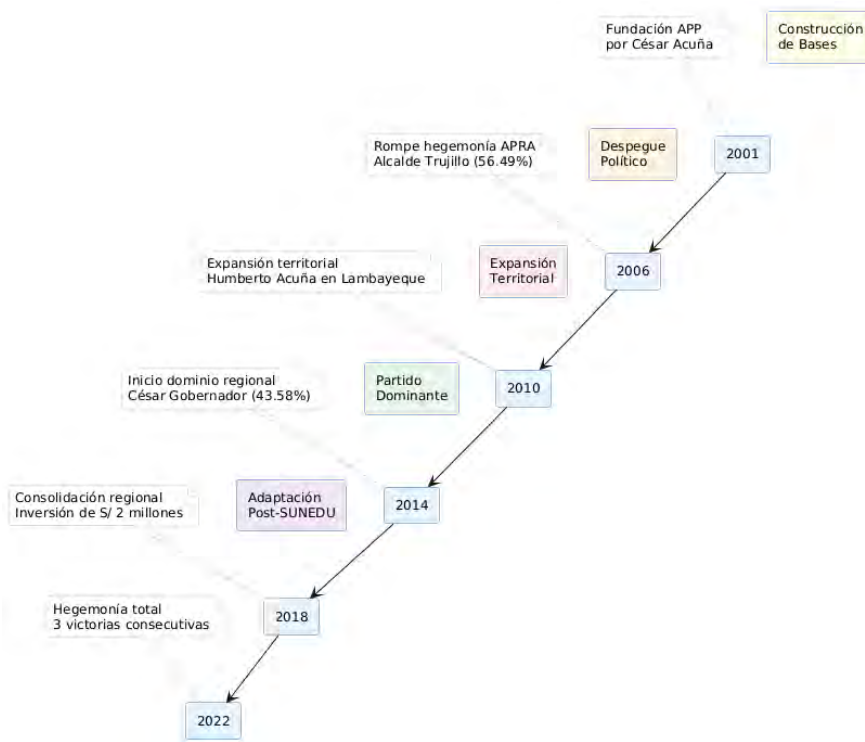 Fundación APP
por César Acuña
Construcción
de Bases
Rompe hegemonía APRA
Alcalde Trujillo (56.49%)
Despegue
Político
2001
Expansión territorial
Humberto Acuña en Lambayeque
Expansión
Territorial
2006
Inicio dominio regional
César Gobernador (43.58%)
Partido
Dominante
2010
Consolidación regional
Inversión de S/ 2 millones
Adaptación
Post-SUNEDU
2014
Hegemonía total
3 victorias consecutivas
2018
2022